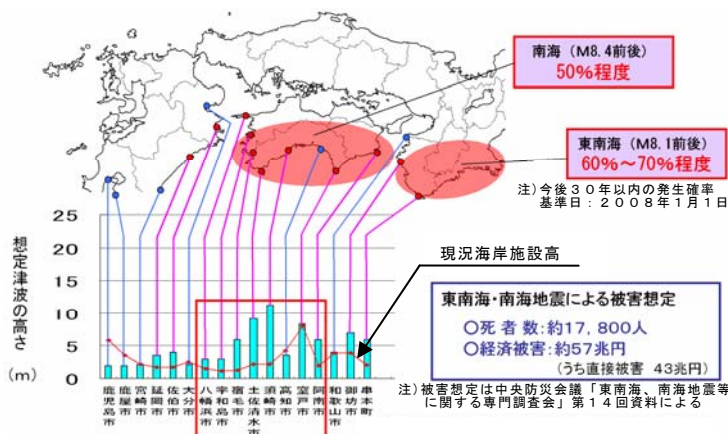 南海（M8.4前後）
50％程度
東南海（M8.1前後）
60％～70％程度
注）今後３０年以内の発生確率
基準日：２００８年１月１日
25
20
15
10
5
0
想定津波の高さ
（m）
現況海岸施設高
鹿児島市
鹿屋市
宮崎市
延岡市
佐伯市
大分市
八幡浜市
宇和島市
宿毛市
土佐清水市
須崎市
高知市
室戸市
阿南市
和歌山市
御坊市
串本町
東南海・南海地震による被害想定
○死者数：約17，800人
○経済被害：約57兆円
（うち直接被害 43兆円）
注）被害想定は中央防災会議「東南海、南海地震等
に関する専門調査会」第１４回資料による